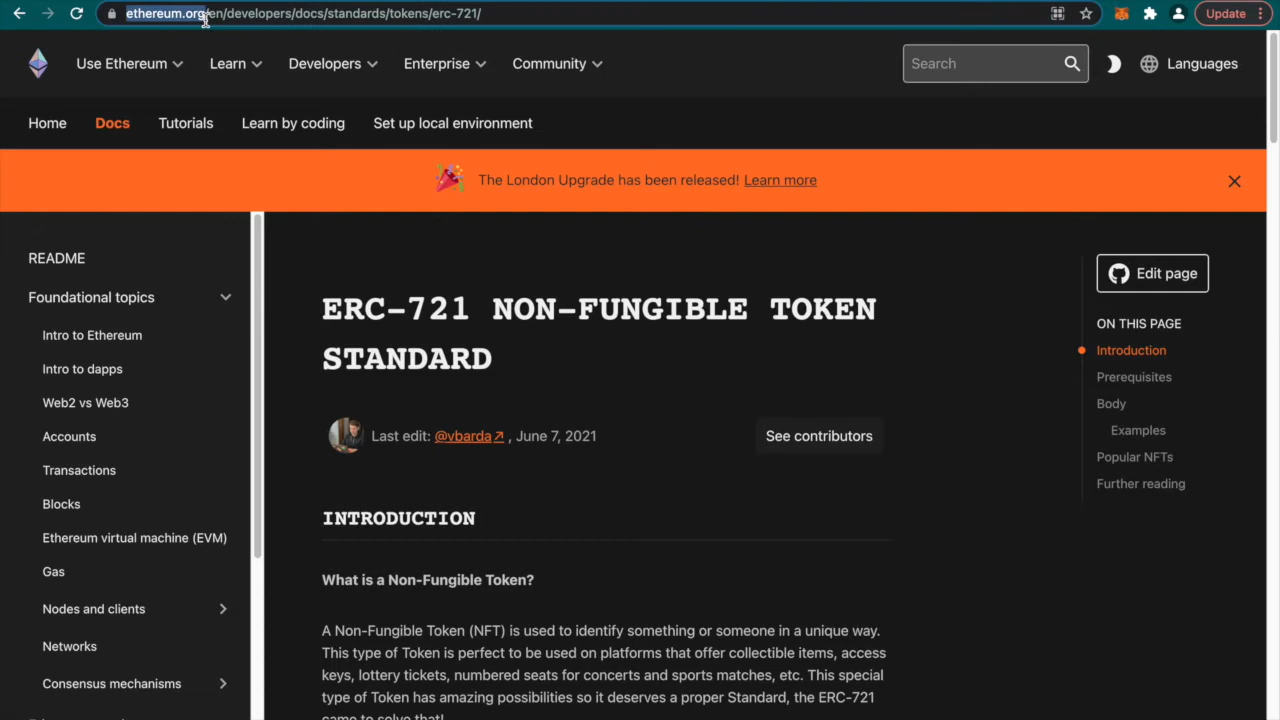 ethereum.org/en/developers/docs/standards/tokens/erc-721/
Update
Use Ethereum
Learn
Developers
Enterprise
Community
Search
Languages
Home
Docs
Tutorials
Learn by coding
Set up local environment
The London Upgrade has been released! Learn more
README
Foundational topics
Intro to Ethereum
Intro to dapps
Web2 vs Web3
Accounts
Transactions
Blocks
Ethereum virtual machine (EVM)
Gas
Nodes and clients
Networks
Consensus mechanisms
ERC-721 NON-FUNGIBLE TOKEN
STANDARD
Last edit: @vbarda↗ , June 7, 2021
See contributors
INTRODUCTION
What is a Non-Fungible Token?
A Non-Fungible Token (NFT) is used to identify something or someone in a unique way.
This type of Token is perfect to be used on platforms that offer collectible items, access
keys, lottery tickets, numbered seats for concerts and sports matches, etc. This special
type of Token has amazing possibilities so it deserves a proper Standard, the ERC-721
came to solve that!
Edit page
ON THIS PAGE
Introduction
Prerequisites
Body
Examples
Popular NFTs
Further reading